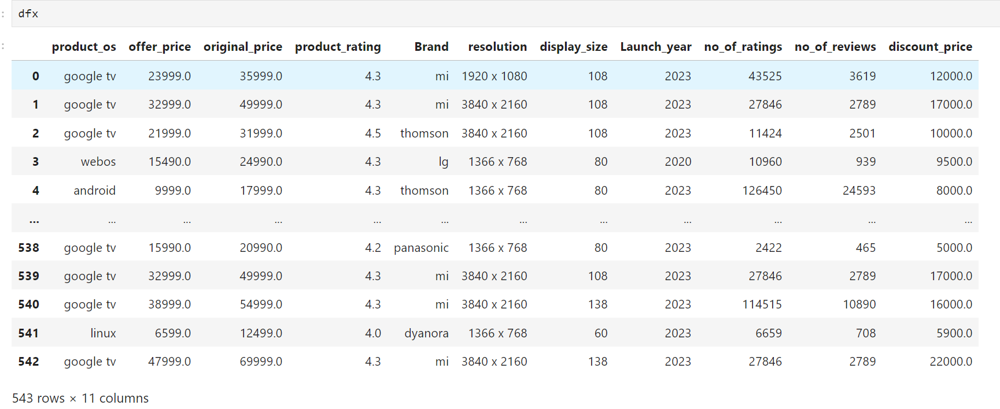 dfx
product_os offer_price original_price product_rating Brand resolution display_size Launch_year no_of_ratings no_of_reviews discount_price
0 google tv 23999.0 35999.0 4.3 mi 1920 x 1080 108 2023 43525 3619 12000.0
1 google tv 32999.0 49999.0 4.3 mi 3840 x 2160 108 2023 27846 2789 17000.0
2 google tv 21999.0 31999.0 4.5 thomson 3840 x 2160 108 2023 11424 2501 10000.0
3 webos 15490.0 24990.0 4.3 lg 1366 x 768 80 2020 10960 939 9500.0
4 android 9999.0 17999.0 4.3 thomson 1366 x 768 80 2023 126450 24593 8000.0
... ... ... ... ... ... ... ... ... ... ... ...
538 google tv 15990.0 20990.0 4.2 panasonic 1366 x 768 80 2023 2422 465 5000.0
539 google tv 32999.0 49999.0 4.3 mi 3840 x 2160 108 2023 27846 2789 17000.0
540 google tv 38999.0 54999.0 4.3 mi 3840 x 2160 138 2023 114515 10890 16000.0
541 linux 6599.0 12499.0 4.0 dyanora 1366 x 768 60 2023 6659 708 5900.0
542 google tv 47999.0 69999.0 4.3 mi 3840 x 2160 138 2023 27846 2789 22000.0
543 rows × 11 columns